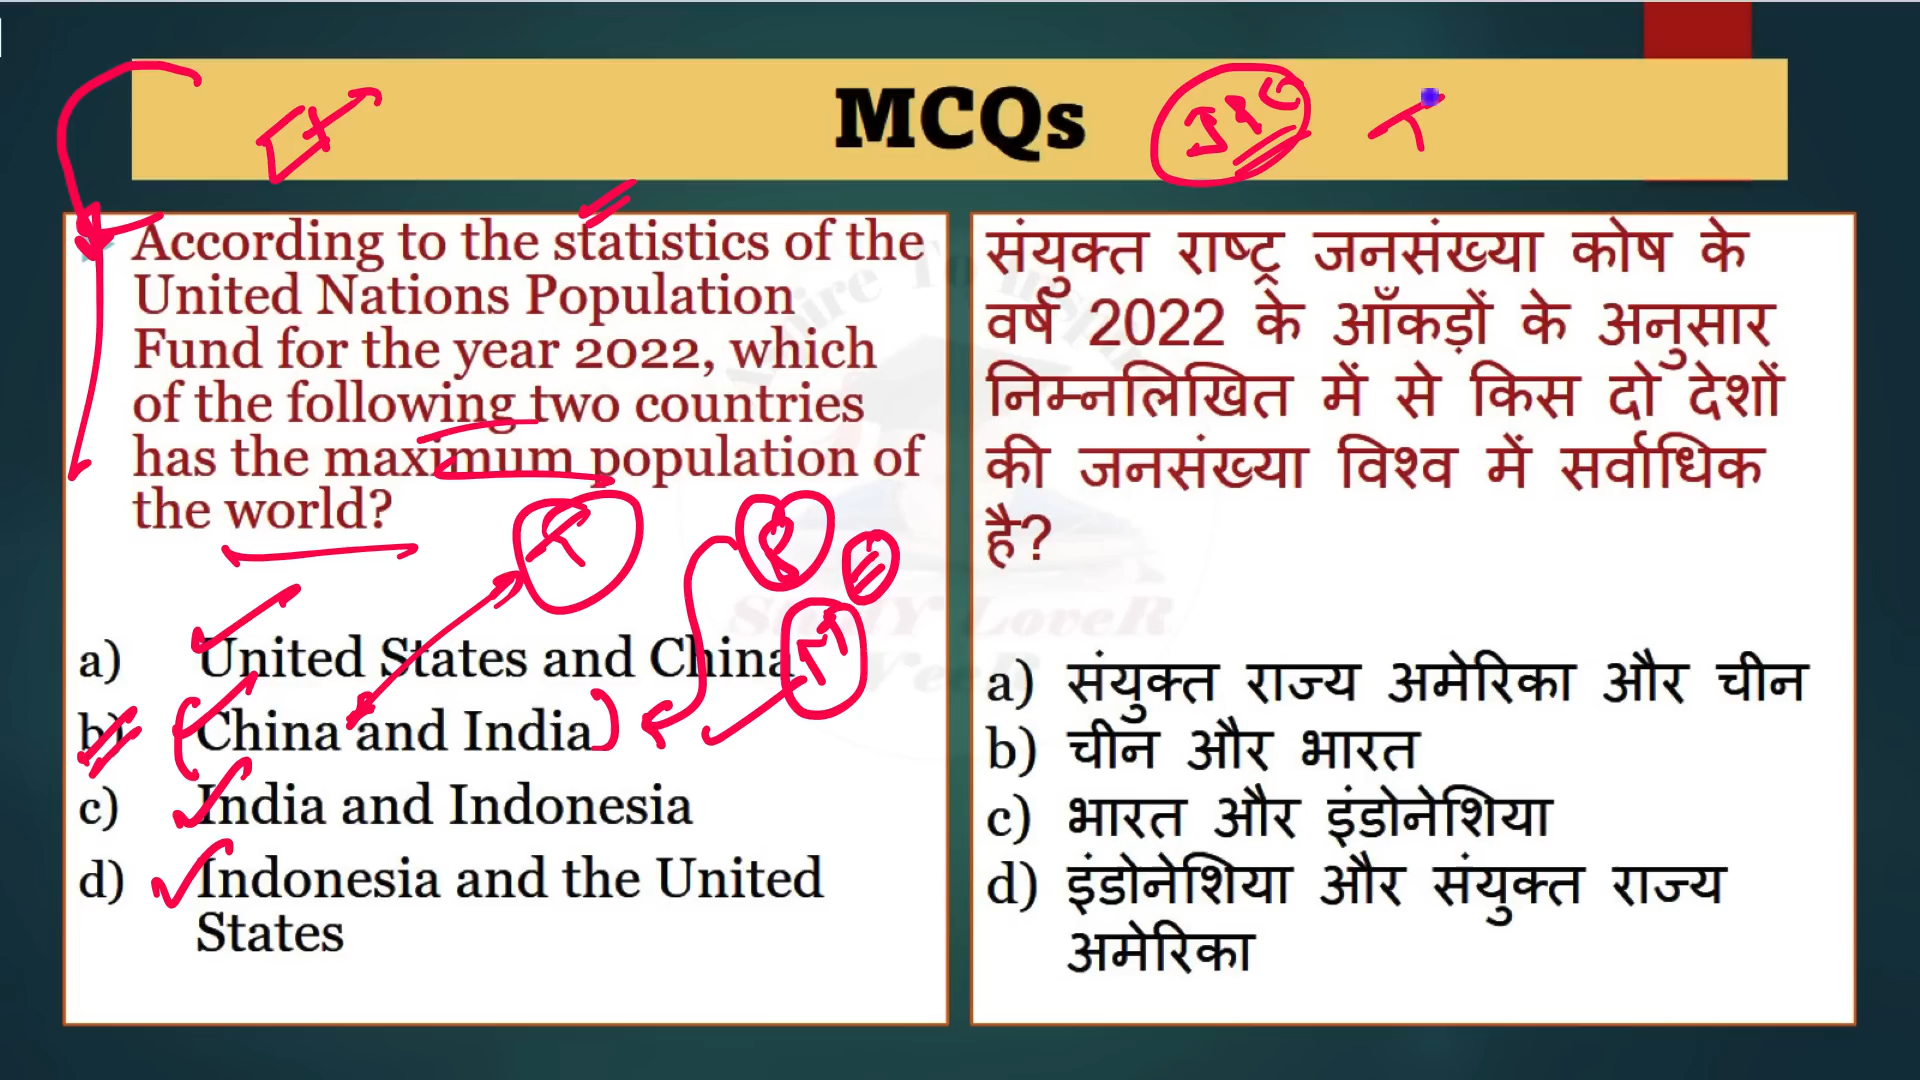 MCQs
According to the statistics of the
United Nations Population
Fund for the year 2022, which
of the following two countries
has the maximum population of
the world?
a) United States and China
b) China and India
c) India and Indonesia
d) Indonesia and the United
States
संयुक्त राष्ट्र जनसंख्या कोष के
वर्ष 2022 के आँकड़ों के अनुसार
निम्नलिखित में से किस दो देशों
की जनसंख्या विश्व में सर्वाधिक
है?
a) संयुक्त राज्य अमेरिका और चीन
b) चीन और भारत
c) भारत और इंडोनेशिया
d) इंडोनेशिया और संयुक्त राज्य
अमेरिका